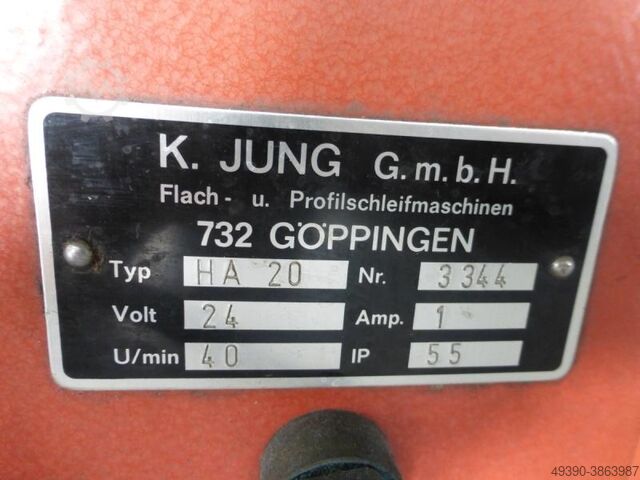 K. JUNG G.m.b.H.
Flach- u. Profilschleifmaschinen
732 GÖPPINGEN
Typ HA 20 Nr. 3344
Volt 24 Amp. 1
U/min 40 IP 55
49390-3863987